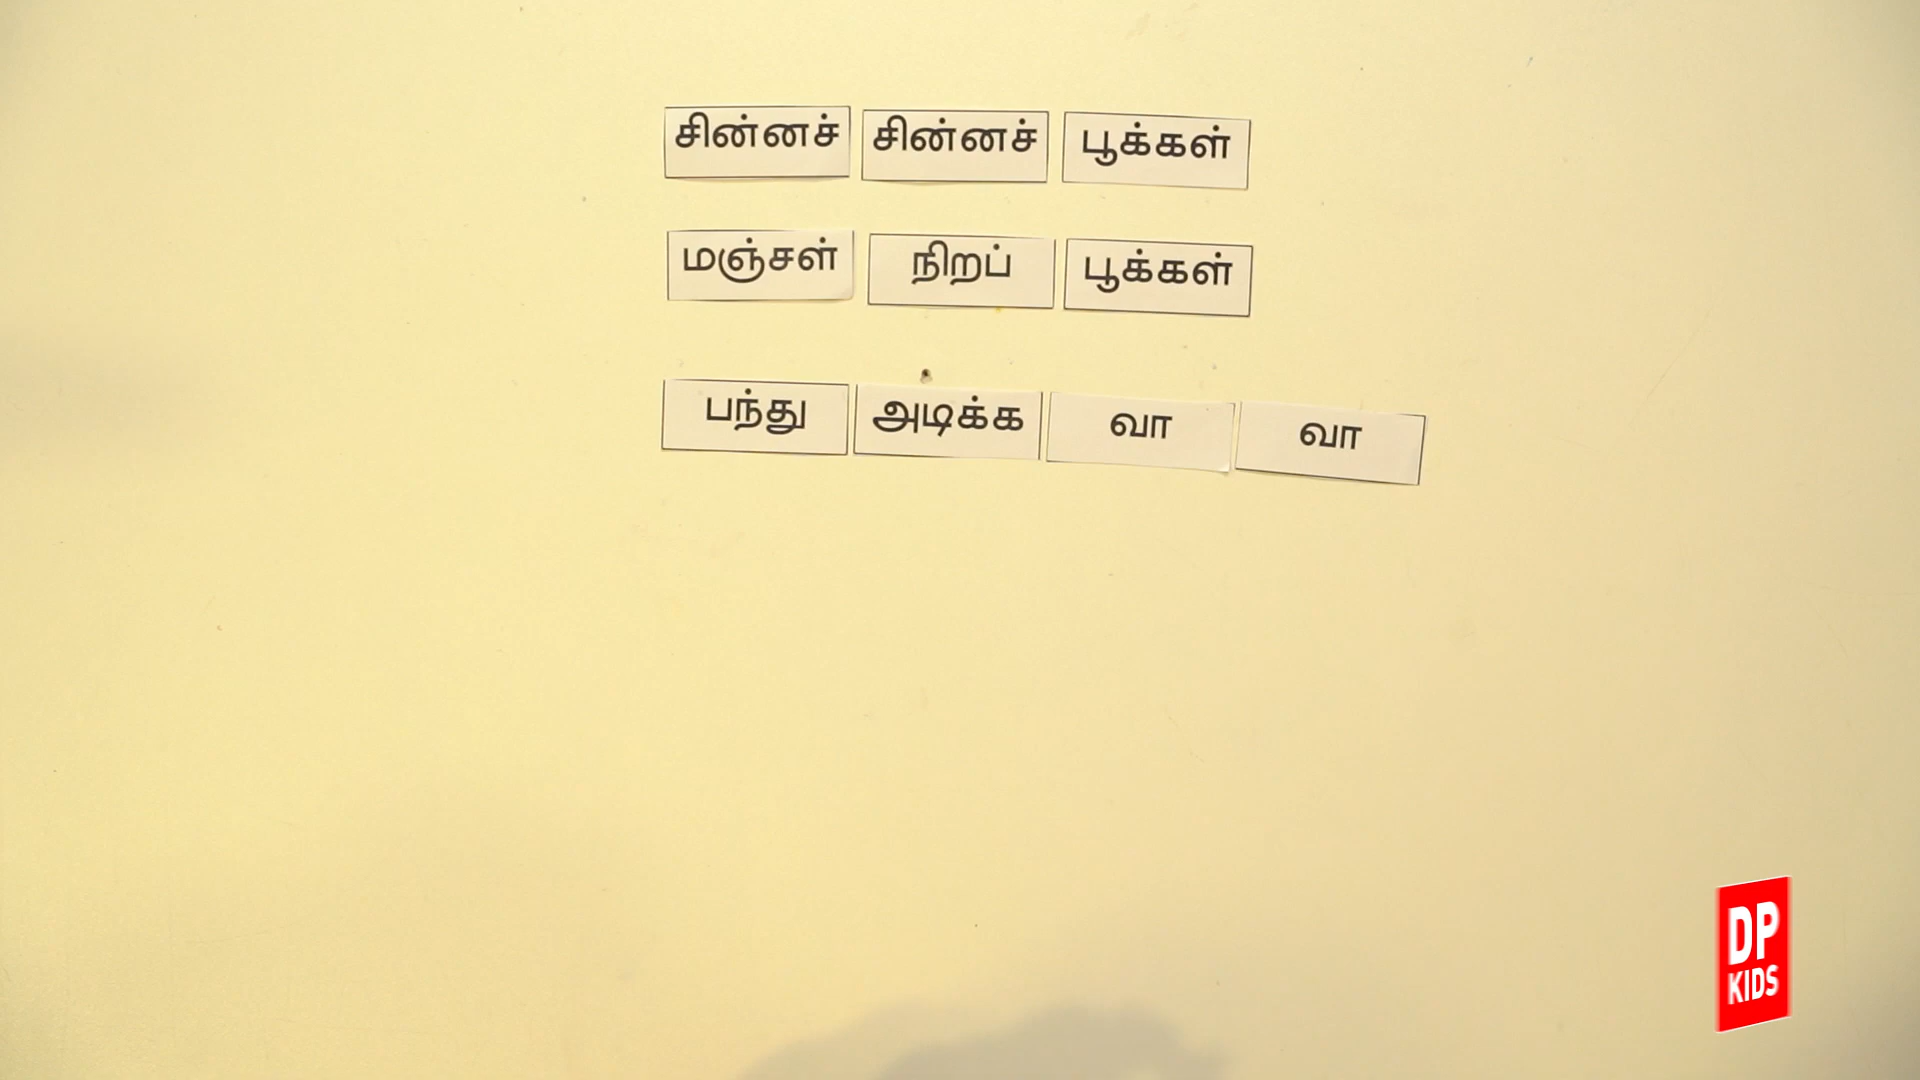 சின்னச் சின்னச் பூக்கள்
மஞ்சள் நிறப் பூக்கள்
பந்து அடிக்க வா வா
DP
KIDS